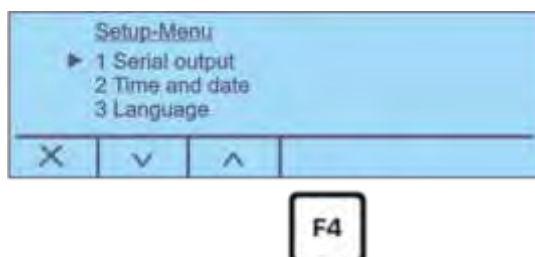 Setup-Menu
1 Serial output
2 Time and date
3 Language
F4